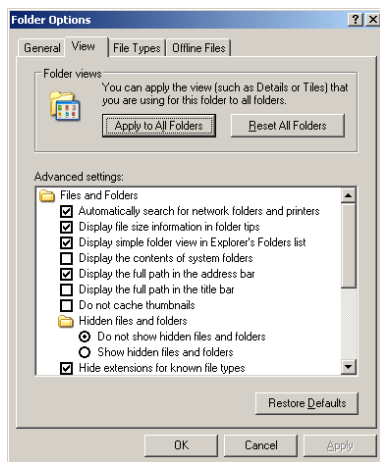 Folder Options
General View File Types Offline Files
Folder views
You can apply the view (such as Details or Tiles) that
you are using for this folder to all folders.
Apply to All Folders Reset All Folders
Advanced settings:
Files and Folders
Automatically search for network folders and printers
Display file size information in folder tips
Display simple folder view in Explorer's Folders list
Display the contents of system folders
Display the full path in the address bar
Display the full path in the title bar
Do not cache thumbnails
Hidden files and folders
Do not show hidden files and folders
Show hidden files and folders
Hide extensions for known file types
Restore Defaults
OK Cancel Apply